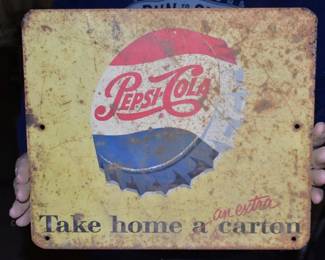 PEPSI-COLA
an extra
Take home a carton